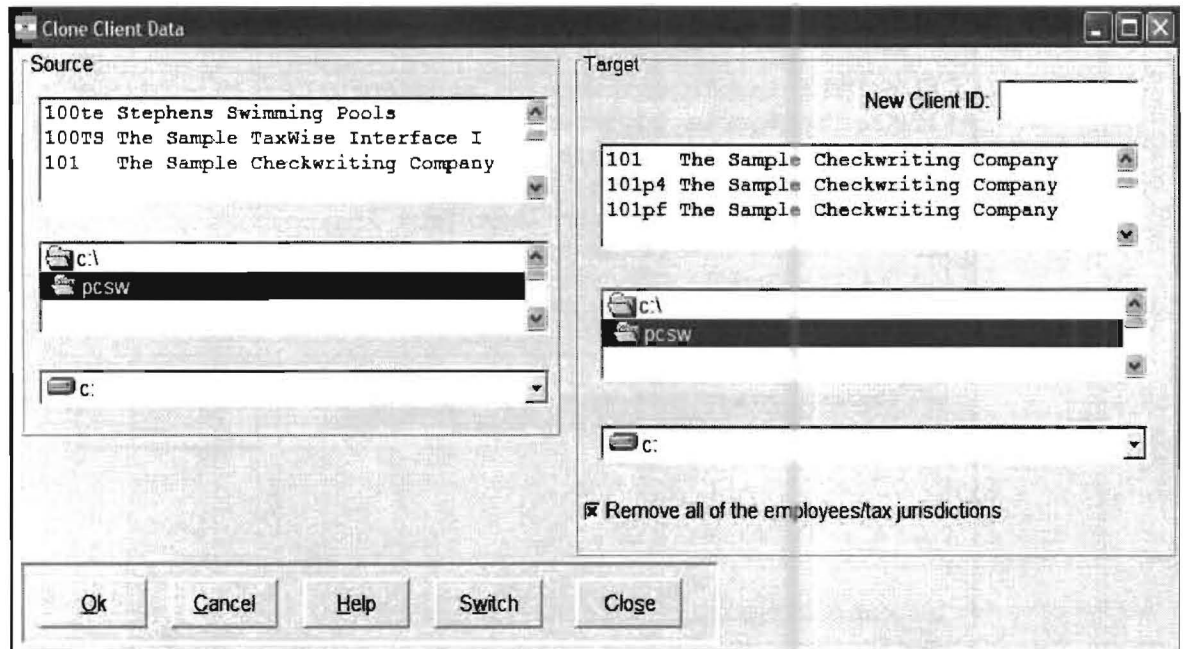 Clone Client Data
Source
100te Stephens Swimming Pools
100TS The Sample TaxWise Interface I
101 The Sample Checkwriting Company
c:\
pcsw
c:
Target
New Client ID:
101 The Sample Checkwriting Company
101p4 The Sample Checkwriting Company
101pf The Sample Checkwriting Company
c:\
pcsw
c:
Remove all of the employees/tax jurisdictions
Ok
Cancel
Help
Switch
Close